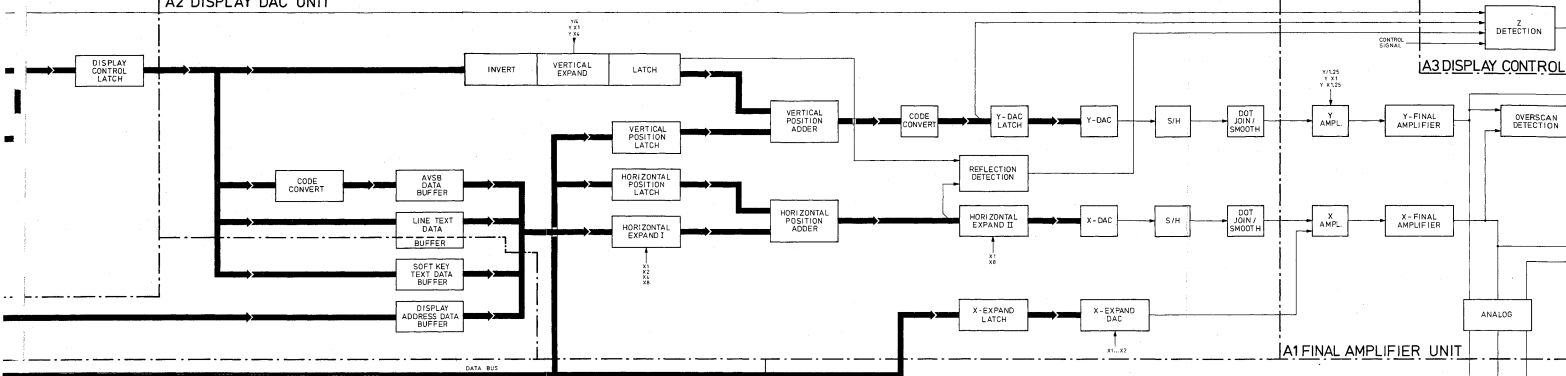 A2 DISPLAY DAC UNIT
Y/4
Y X1
Y X4
CONTROL
SIGNAL
Z
DETECTION
DISPLAY
CONTROL
LATCH
INVERT
VERTICAL
EXPAND
LATCH
A3 DISPLAY CONTROL
Y/1.25
Y X1
Y X1.25
VERTICAL
POSITION
ADDER
CODE
CONVERT
Y-DAC
LATCH
Y-DAC
S/H
DOT
JOIN/
SMOOTH
Y
AMPL.
Y-FINAL
AMPLIFIER
OVERSCAN
DETECTION
VERTICAL
POSITION
LATCH
REFLECTION
DETECTION
CODE
CONVERT
AVSB
DATA
BUFFER
HORIZONTAL
POSITION
LATCH
LINE TEXT
DATA
BUFFER
HORIZONTAL
EXPAND I
HORIZONTAL
POSITION
ADDER
HORIZONTAL
EXPAND II
X-DAC
S/H
DOT
JOIN/
SMOOTH
X
AMPL.
X-FINAL
AMPLIFIER
X1
X2
X4
X8
X1
X8
SOFT KEY
TEXT DATA
BUFFER
DISPLAY
ADDRESS DATA
BUFFER
X-EXPAND
LATCH
X-EXPAND
DAC
ANALOG
X1...X2
A1 FINAL AMPLIFIER UNIT
DATA BUS